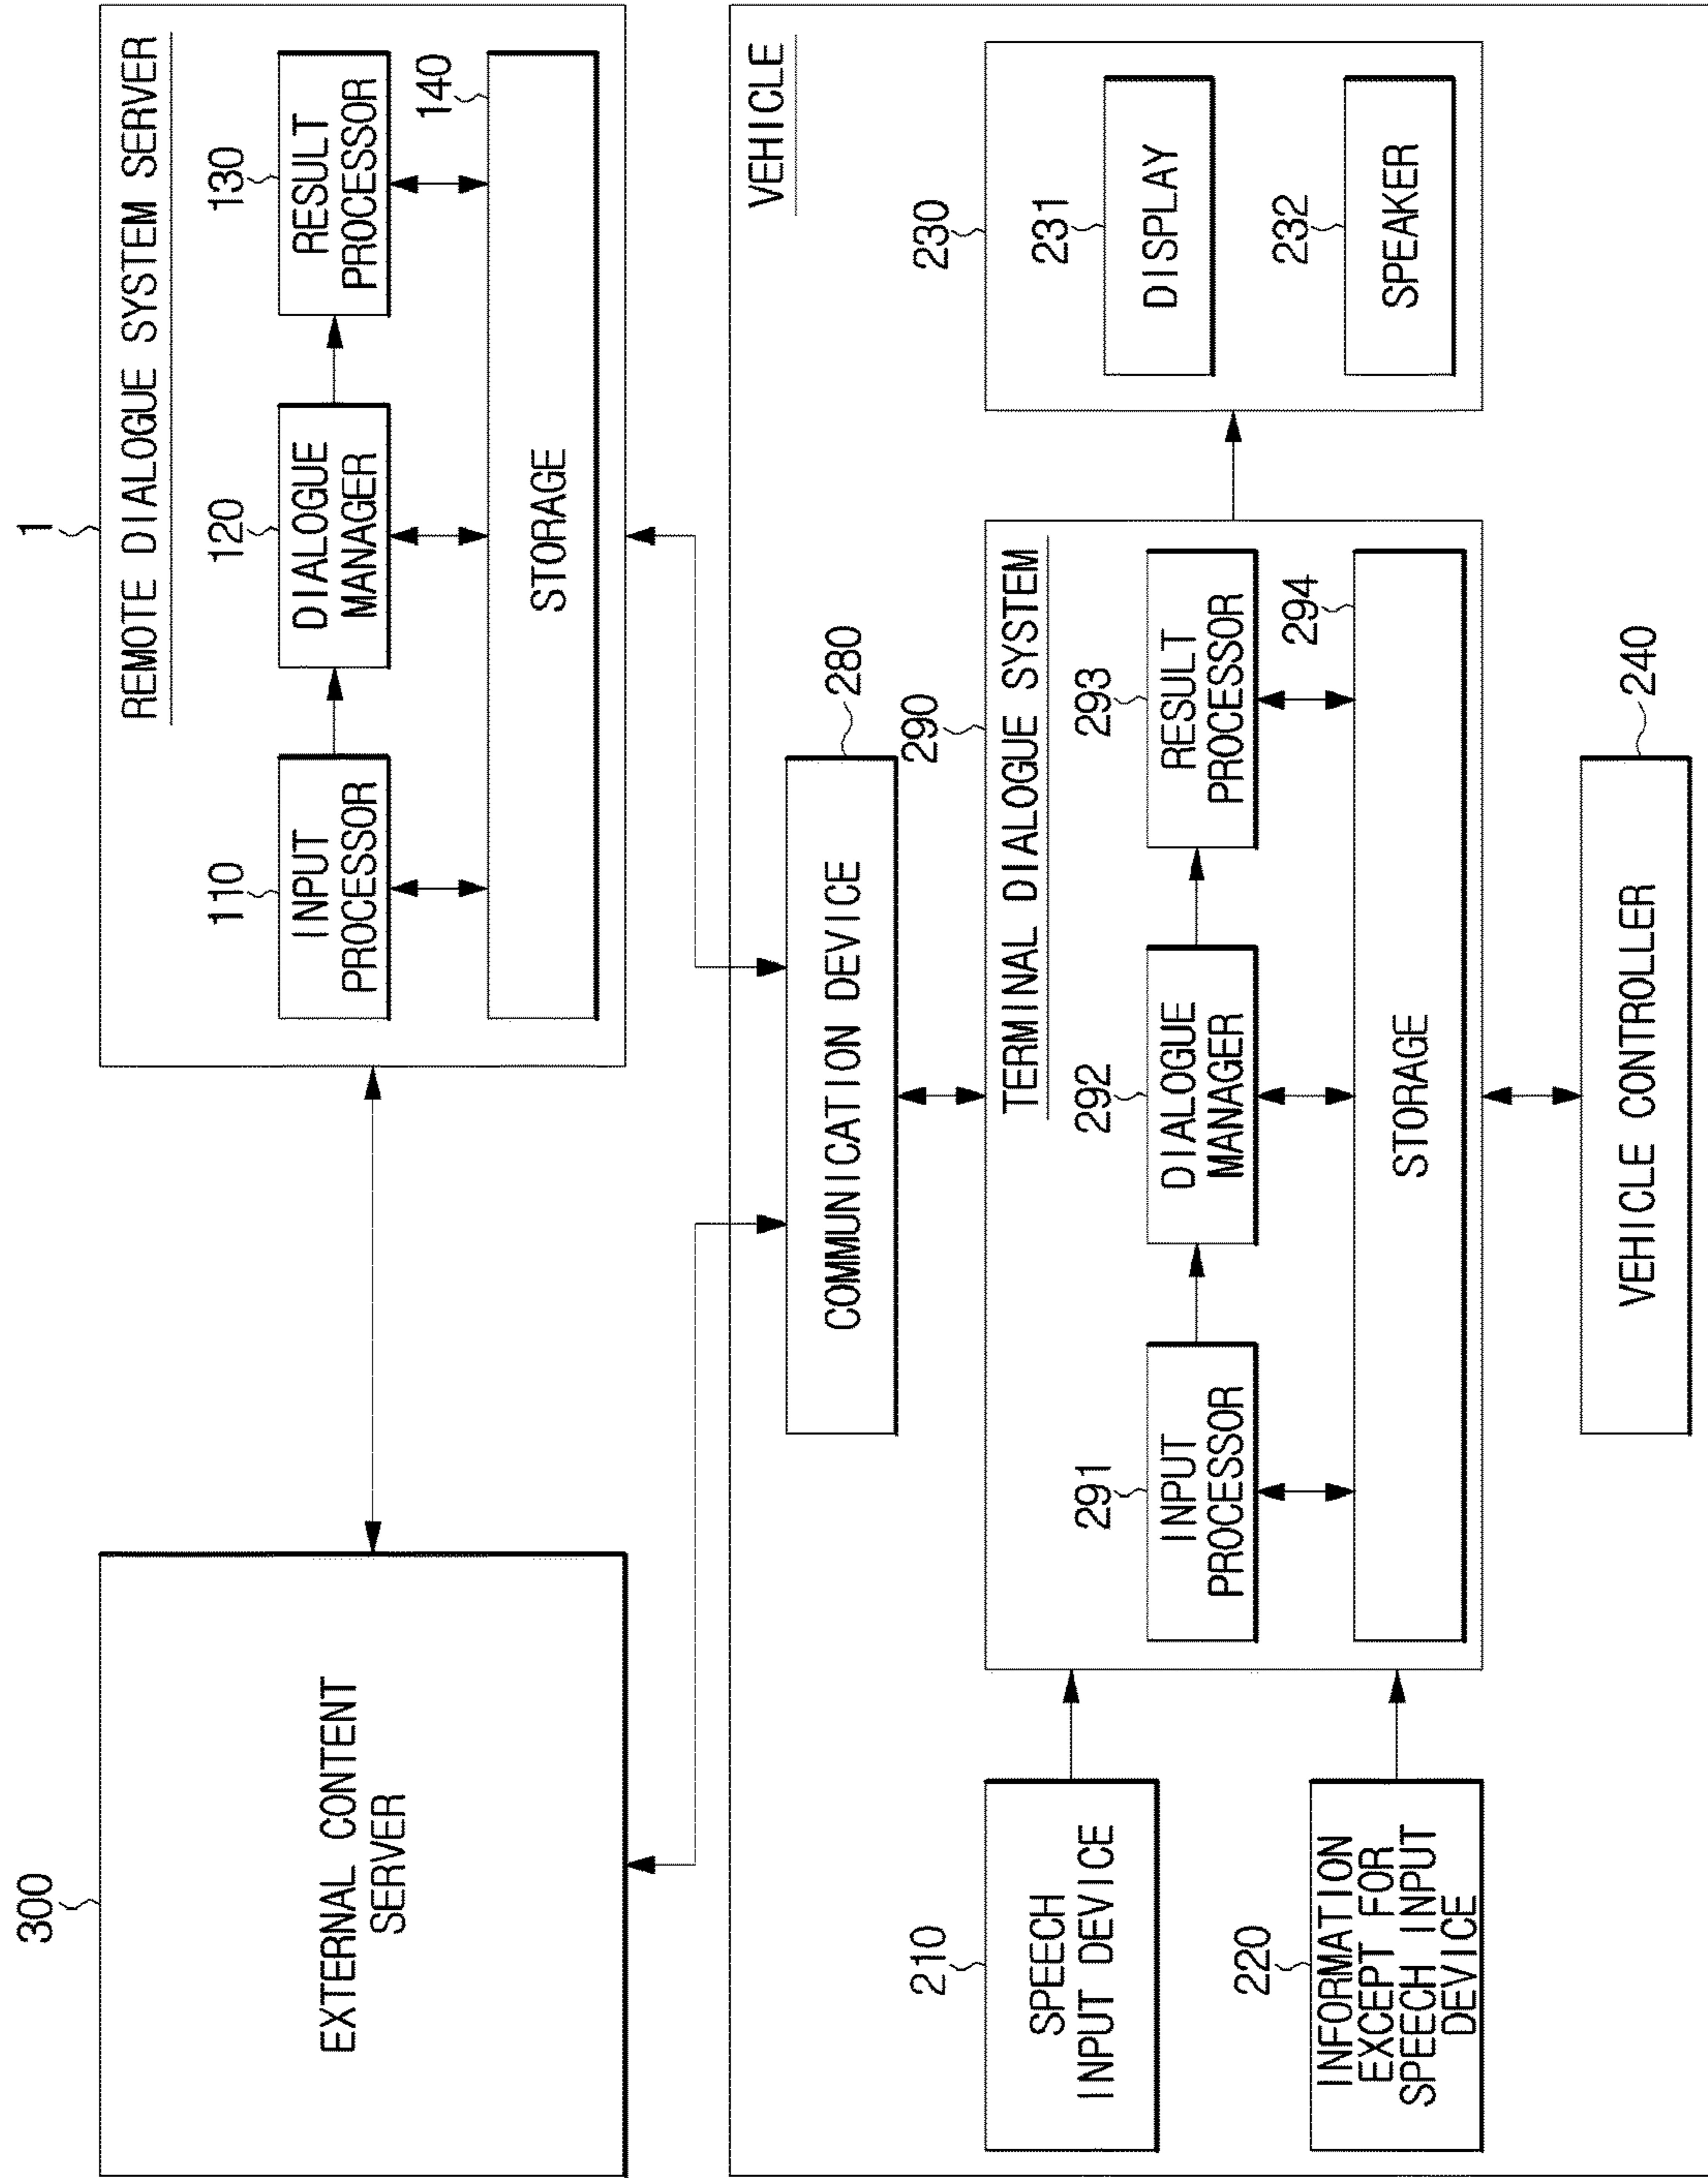 300
EXTERNAL CONTENT
SERVER
1
REMOTE DIALOGUE SYSTEM SERVER
110
INPUT
PROCESSOR
120
DIALOGUE
MANAGER
130
RESULT
PROCESSOR
140
STORAGE
VEHICLE
COMMUNICATION DEVICE
280
210
SPEECH
INPUT DEVICE
220
INFORMATION
EXCEPT FOR
SPEECH INPUT
DEVICE
290
TERMINAL DIALOGUE SYSTEM
291
INPUT
PROCESSOR
292
DIALOGUE
MANAGER
293
RESULT
PROCESSOR
294
STORAGE
230
231
DISPLAY
232
SPEAKER
VEHICLE CONTROLLER
240